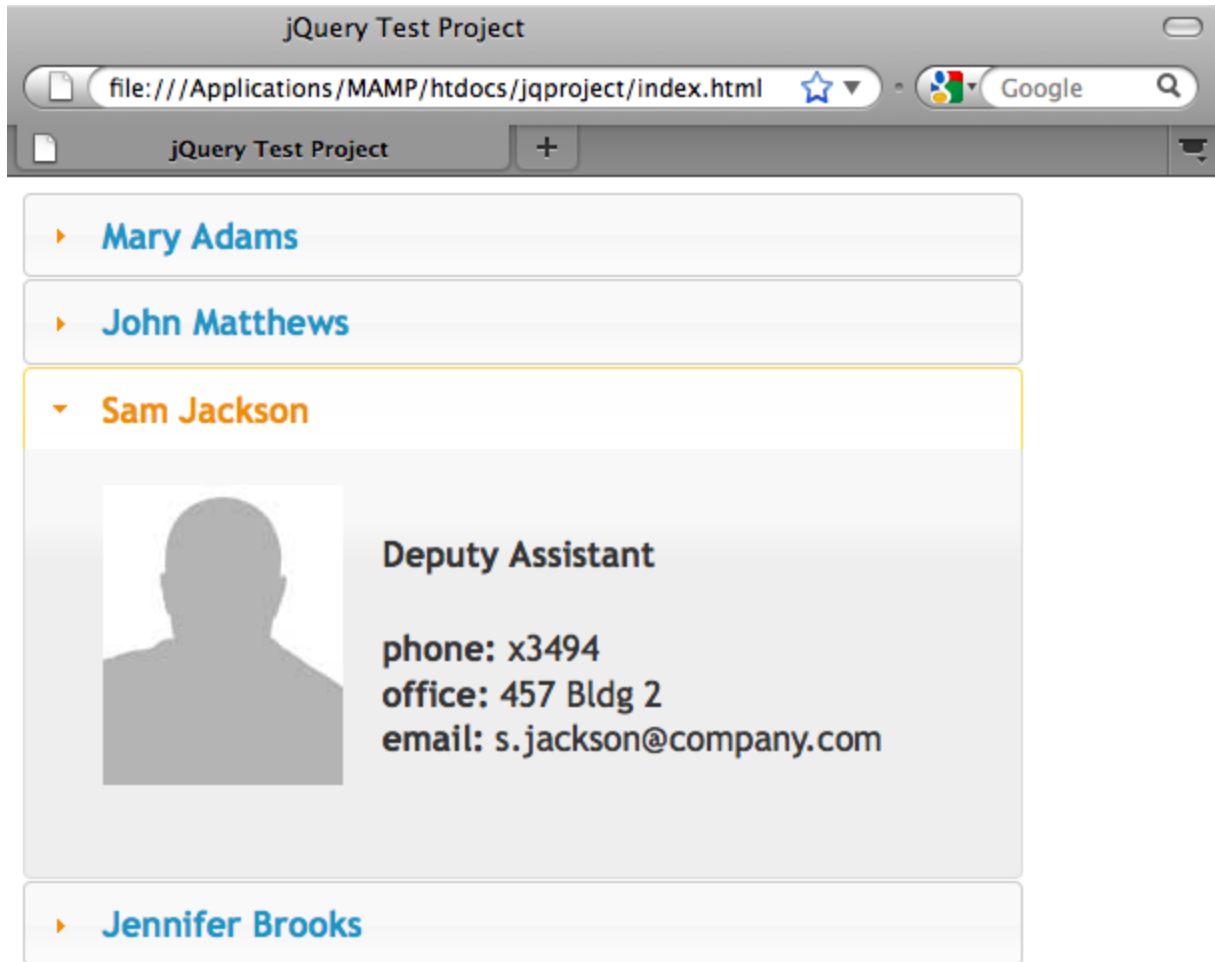 jQuery Test Project
file:///Applications/MAMP/htdocs/jqproject/index.html
Google
jQuery Test Project
+
Mary Adams
John Matthews
Sam Jackson
Deputy Assistant
phone: x3494
office: 457 Bldg 2
email: s.jackson@company.com
Jennifer Brooks